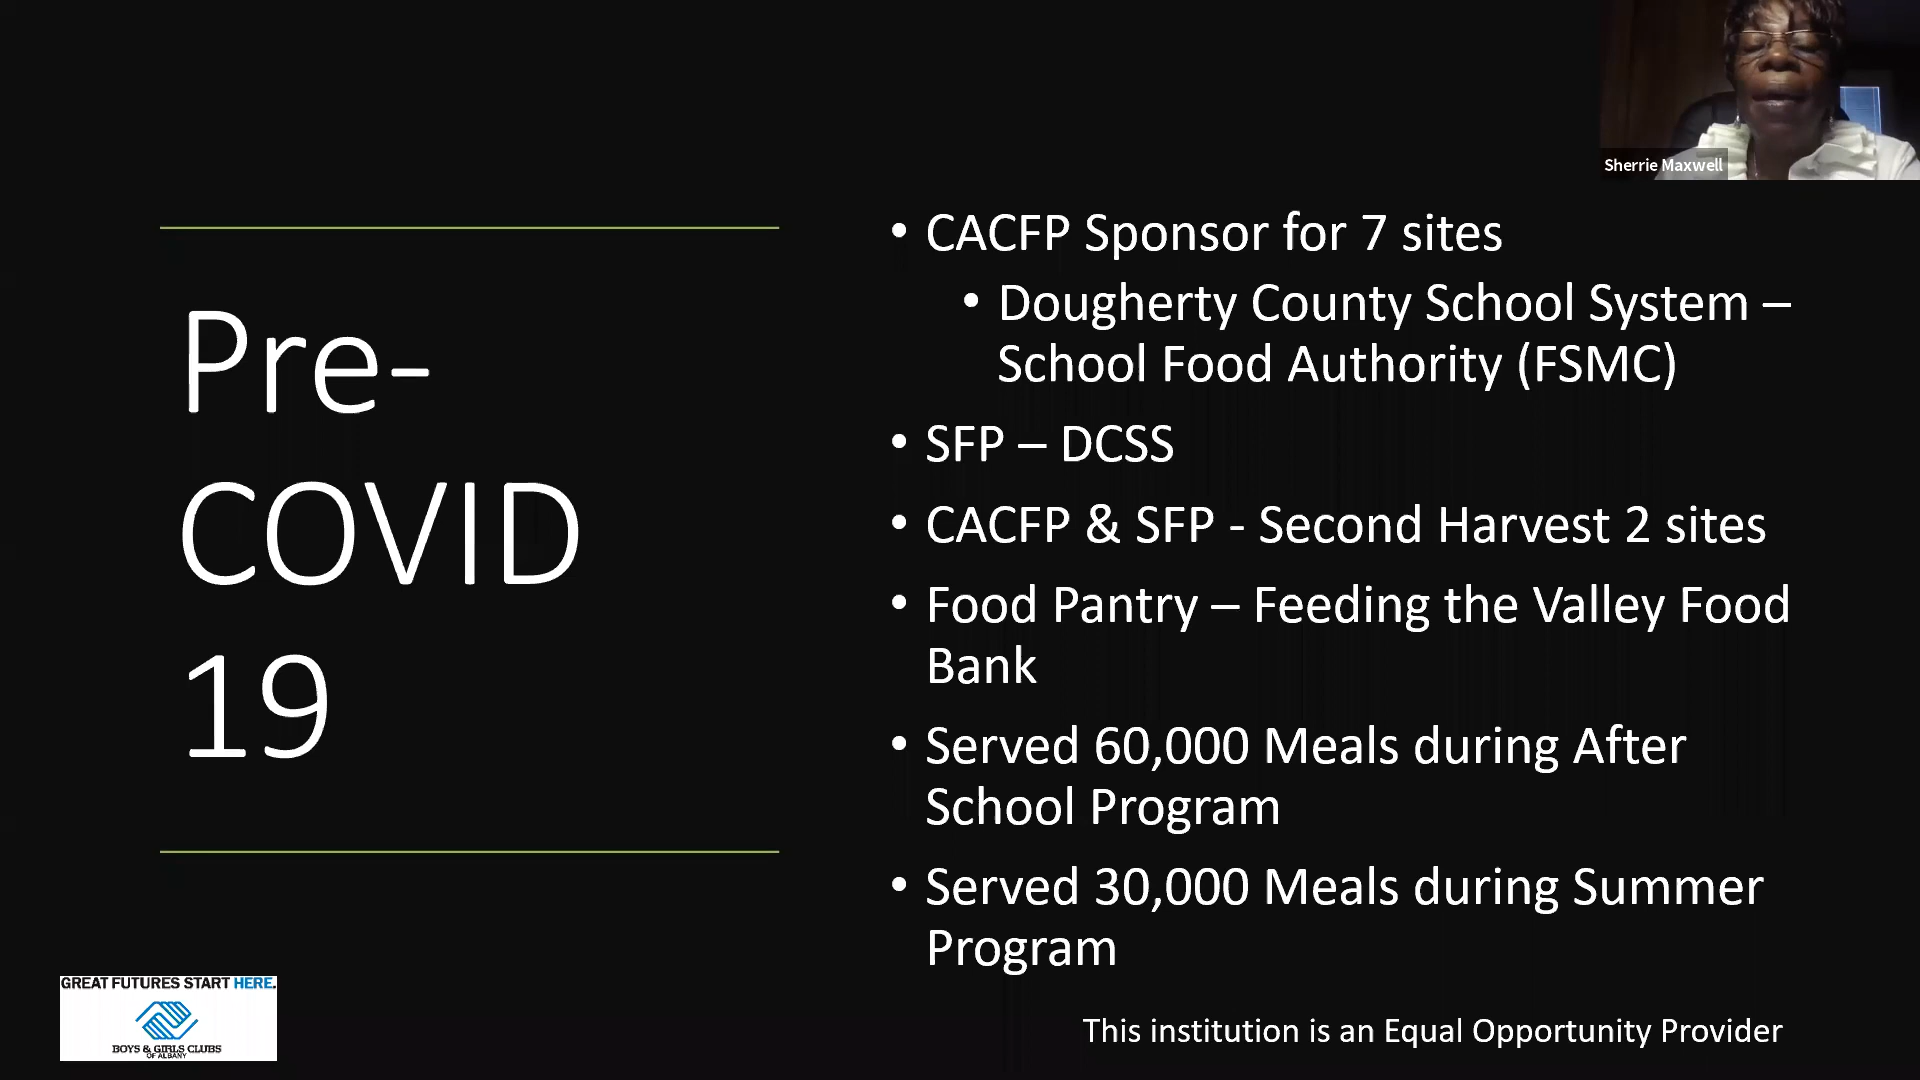 Sherrie Maxwell
Pre-
COVID
19
• CACFP Sponsor for 7 sites
• Dougherty County School System –
School Food Authority (FSMC)
• SFP – DCSS
• CACFP & SFP - Second Harvest 2 sites
• Food Pantry – Feeding the Valley Food
Bank
• Served 60,000 Meals during After
School Program
• Served 30,000 Meals during Summer
Program
GREAT FUTURES START HERE.
BOYS & GIRLS CLUBS
OF ALBANY
This institution is an Equal Opportunity Provider